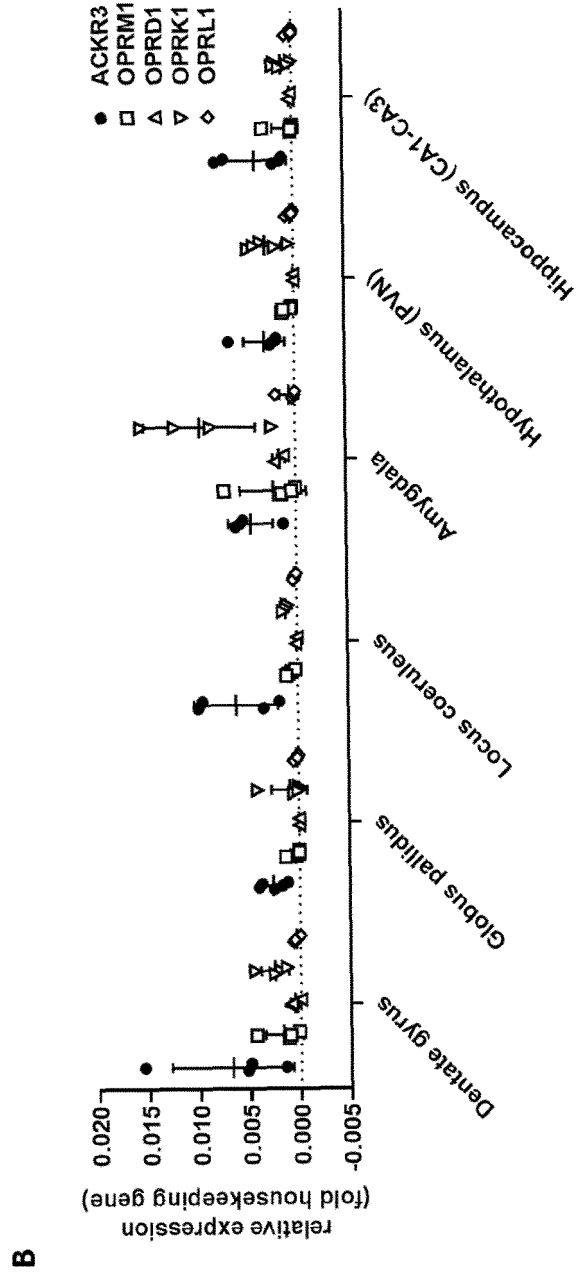 B
relative expression
(fold housekeeping gene)
0.020
0.015
0.010
0.005
0.000
-0.005
Dentate gyrus
Globus pallidus
Locus coeruleus
Amygdala
Hypothalamus (PVN)
Hippocampus (CA1-CA3)
ACKR3
OPRM1
OPRD1
OPRK1
OPRL1